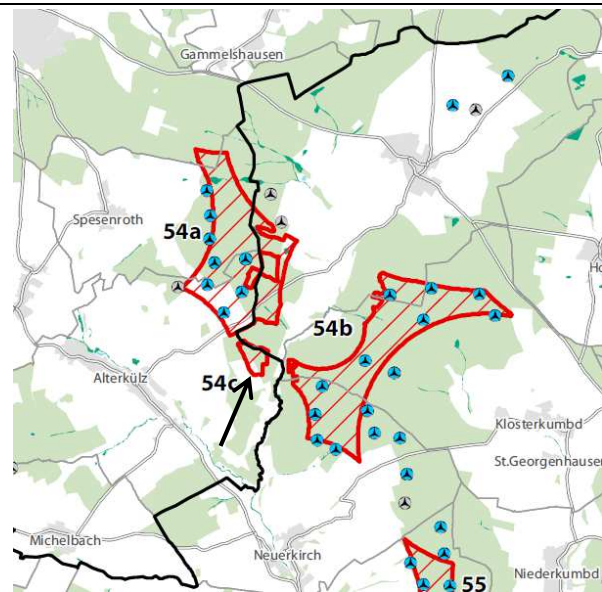 Gammelshausen
Spesenroth
54a
54b
54c
Alterkülz
Klosterkumbd
St.Georgenhausen
Michelbach
Neuerkirch
55
Niederkumbd